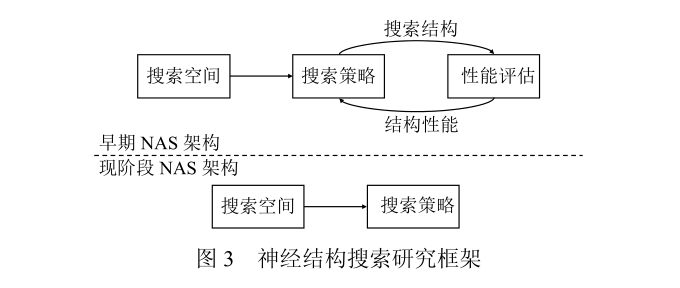 搜索结构
搜索空间
搜索策略
性能评估
结构性能
早期 NAS 架构
现阶段 NAS 架构
搜索空间
搜索策略
图 3 神经结构搜索研究框架